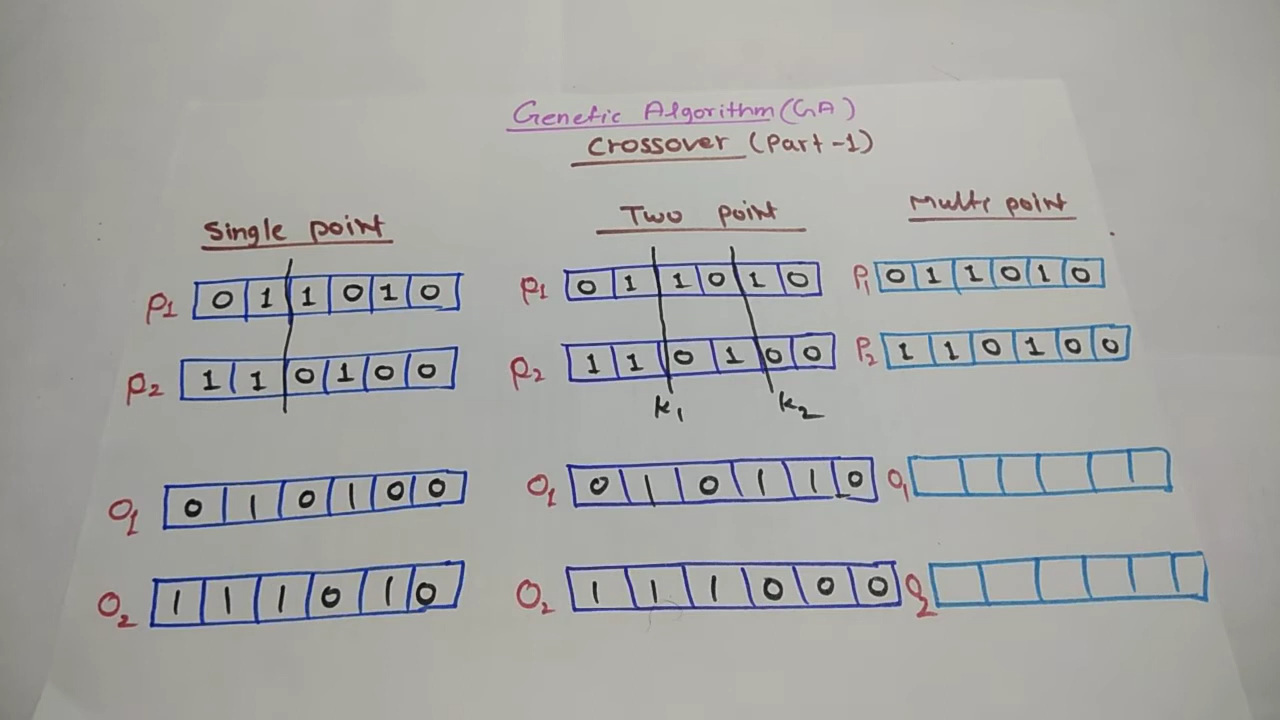 Genetic Algorithm (GA)
Crossover (Part-1)
Single point
P1 0 1 1 0 1 0
P2 1 1 0 1 0 0
O1 0 1 0 1 0 0
O2 1 1 1 0 1 0
Two point
P1 0 1 1 0 1 0
P2 1 1 0 1 0 0
K1 K2
O1 0 1 0 1 1 0
O2 1 1 1 0 0 0
Multi point
P1 0 1 1 0 1 0
P2 1 1 0 1 0 0
O1
O2